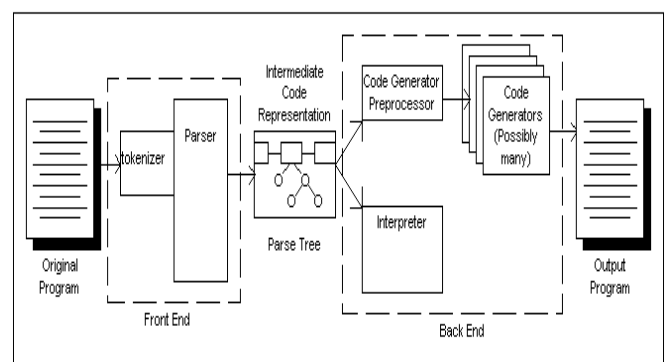 Original
Program
tokenizer
Parser
Front End
Intermediate
Code
Representation
Parse Tree
Code Generator
Preprocessor
Interpreter
Code
Generators
(Possibly
many)
Back End
Output
Program